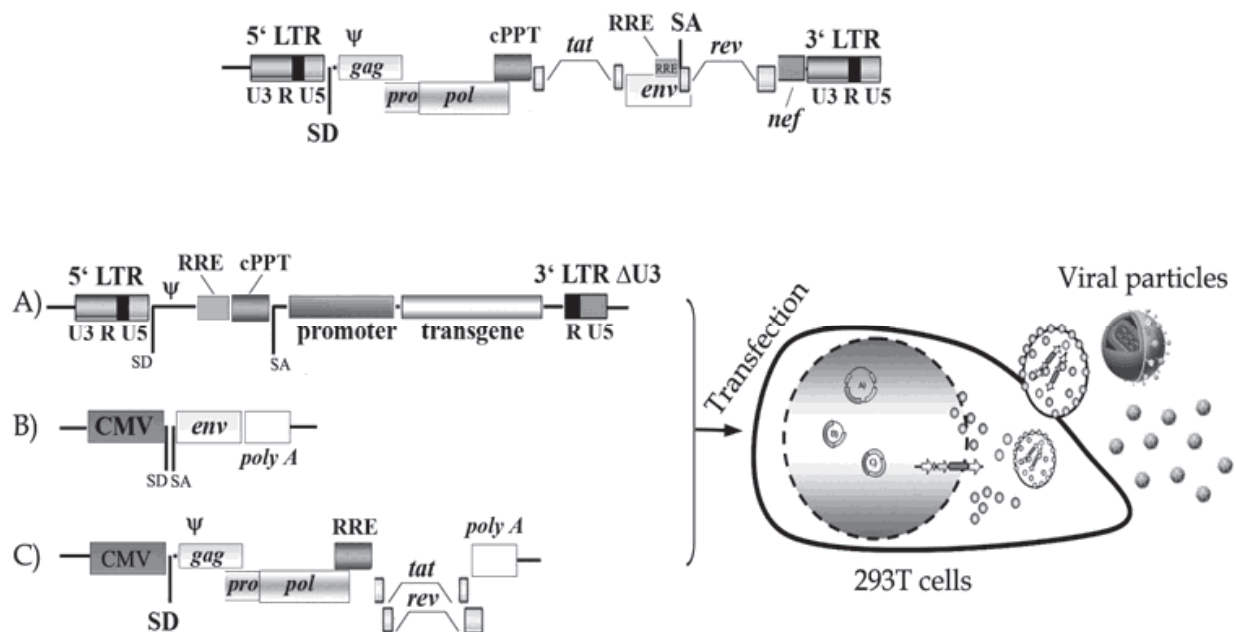 5‘ LTR ψ cPPT tat RRE SA rev 3‘ LTR
gag RRE
U3 R U5 pro pol env nef U3 R U5
SD
A) 5‘ LTR ψ RRE cPPT 3‘ LTR ΔU3
U3 R U5 promoter transgene R U5
SD SA
B) CMV env poly A
SD SA
C) CMV ψ gag RRE poly A
pro pol tat
rev
SD
Transfection
Viral particles
A)
B)
C)
293T cells